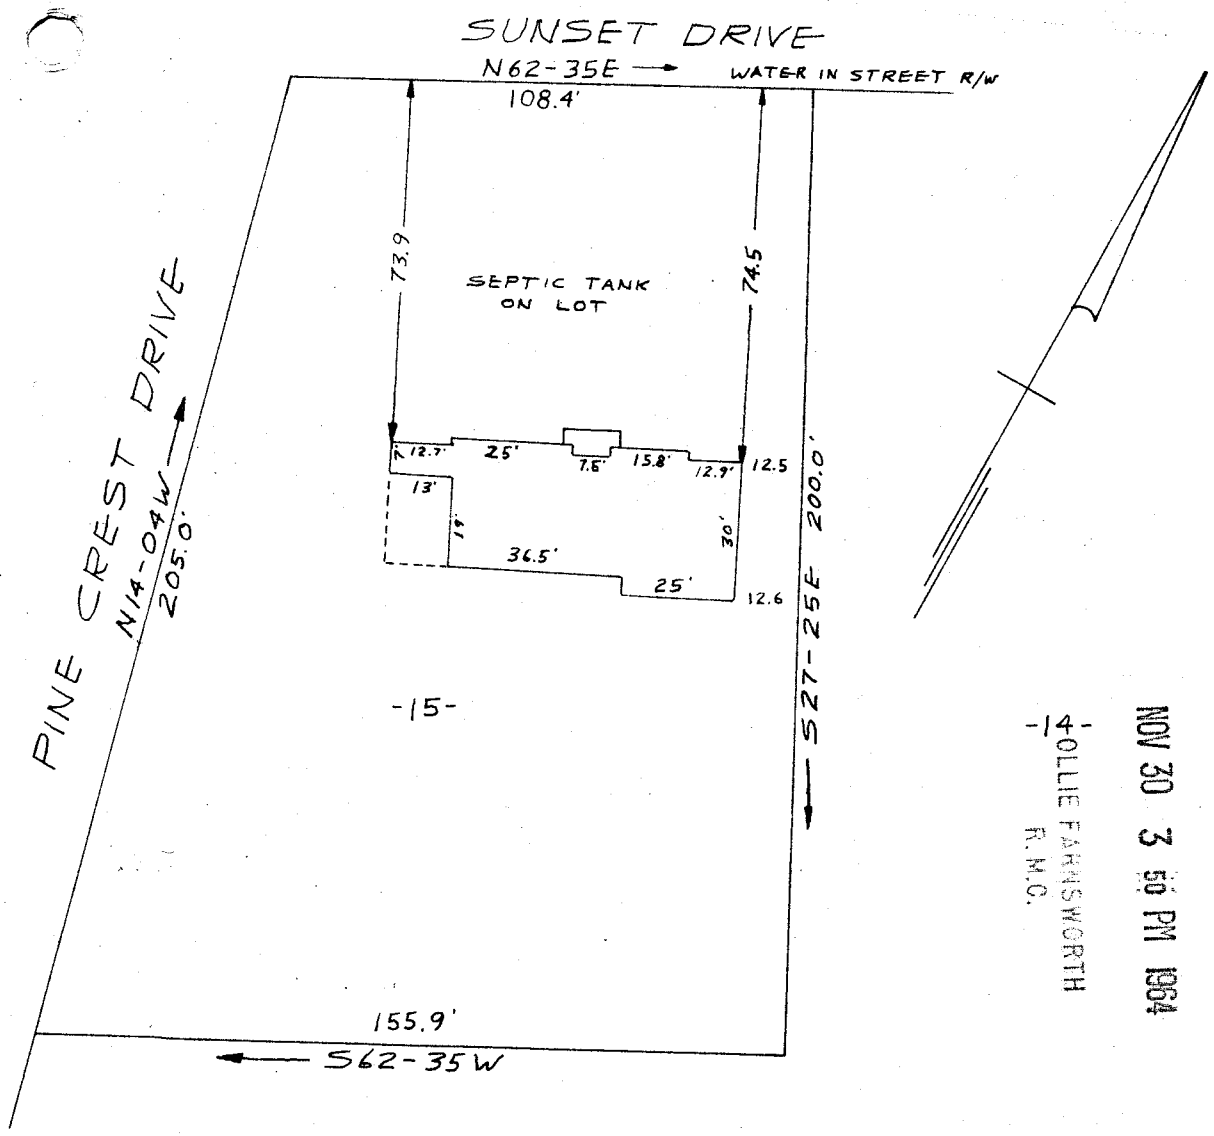 SUNSET DRIVE
N62-35E
WATER IN STREET R/W
108.4'
73.9
74.5
SEPTIC TANK
ON LOT
PINE CREST DRIVE
N14-04W
205.0'
7'
12.7'
25'
7.5'
15.8'
12.9'
12.5
13'
19'
30'
36.5'
25'
12.6
S27-25E 200.0'
-15-
-14-
155.9'
S62-35W
NOV 30 3 50 PM 1964
OLLIE FARNSWORTH
R.M.C.